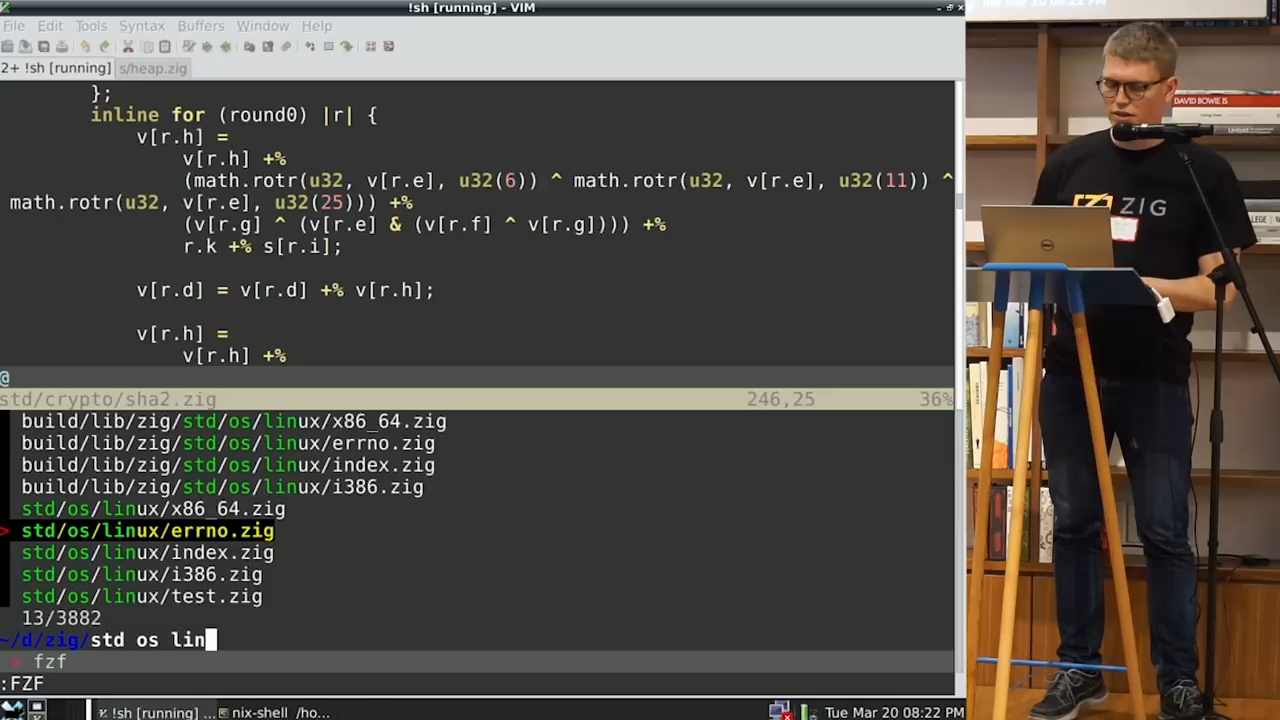 !sh [running] - VIM
File Edit Tools Syntax Buffers Window Help
2+ !sh [running] s/heap.zig
};
inline for (round0) |r| {
v[r.h] =
v[r.h] +%
(math.rotr(u32, v[r.e], u32(6)) ^ math.rotr(u32, v[r.e], u32(11)) ^
math.rotr(u32, v[r.e], u32(25))) +%
(v[r.g] ^ (v[r.e] & (v[r.f] ^ v[r.g]))) +%
r.k +% s[r.i];
v[r.d] = v[r.d] +% v[r.h];
v[r.h] =
v[r.h] +%
@
std/crypto/sha2.zig 246,25 36%
build/lib/zig/std/os/linux/x86_64.zig
build/lib/zig/std/os/linux/errno.zig
build/lib/zig/std/os/linux/index.zig
build/lib/zig/std/os/linux/i386.zig
std/os/linux/x86_64.zig
> std/os/linux/errno.zig
std/os/linux/index.zig
std/os/linux/i386.zig
std/os/linux/test.zig
13/3882
~/d/zig/std os lin
> fzf
:FZF
!sh [running] ... nix-shell /ho... Tue Mar 20 08:22 PM
DAVID BOWIE IS
Untold
ZIG
DELL